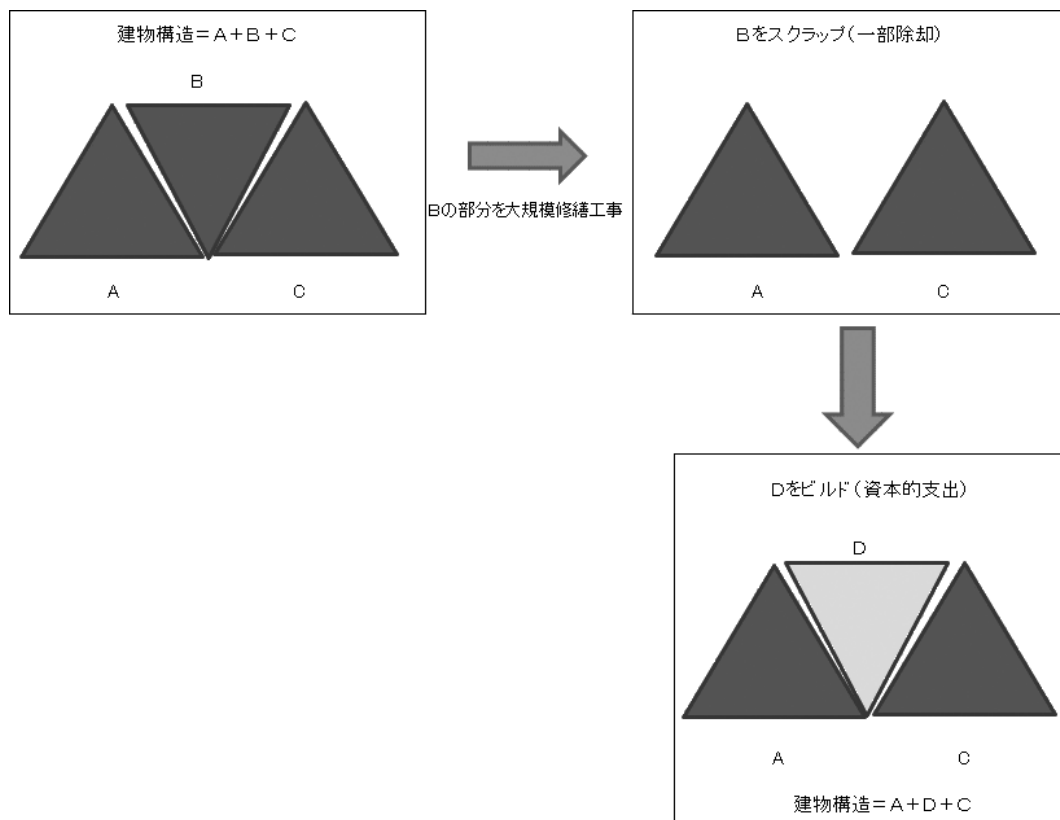 建物構造=A+B+C
B
A
C
Bの部分を大規模修繕工事
Bをスクラップ(一部除却)
A
C
Dをビルド(資本的支出)
D
A
C
建物構造=A+D+C